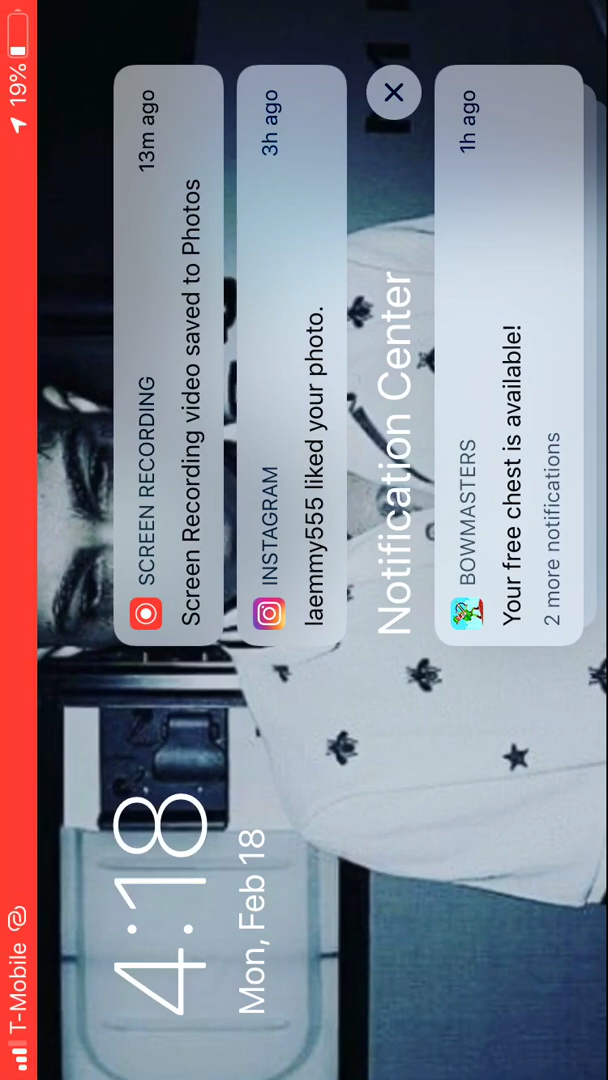 T-Mobile 19%
4:18
Mon, Feb 18
SCREEN RECORDING 13m ago
Screen Recording video saved to Photos
INSTAGRAM 3h ago
laemmy555 liked your photo.
Notification Center
BOWMASTERS 1h ago
Your free chest is available!
2 more notifications